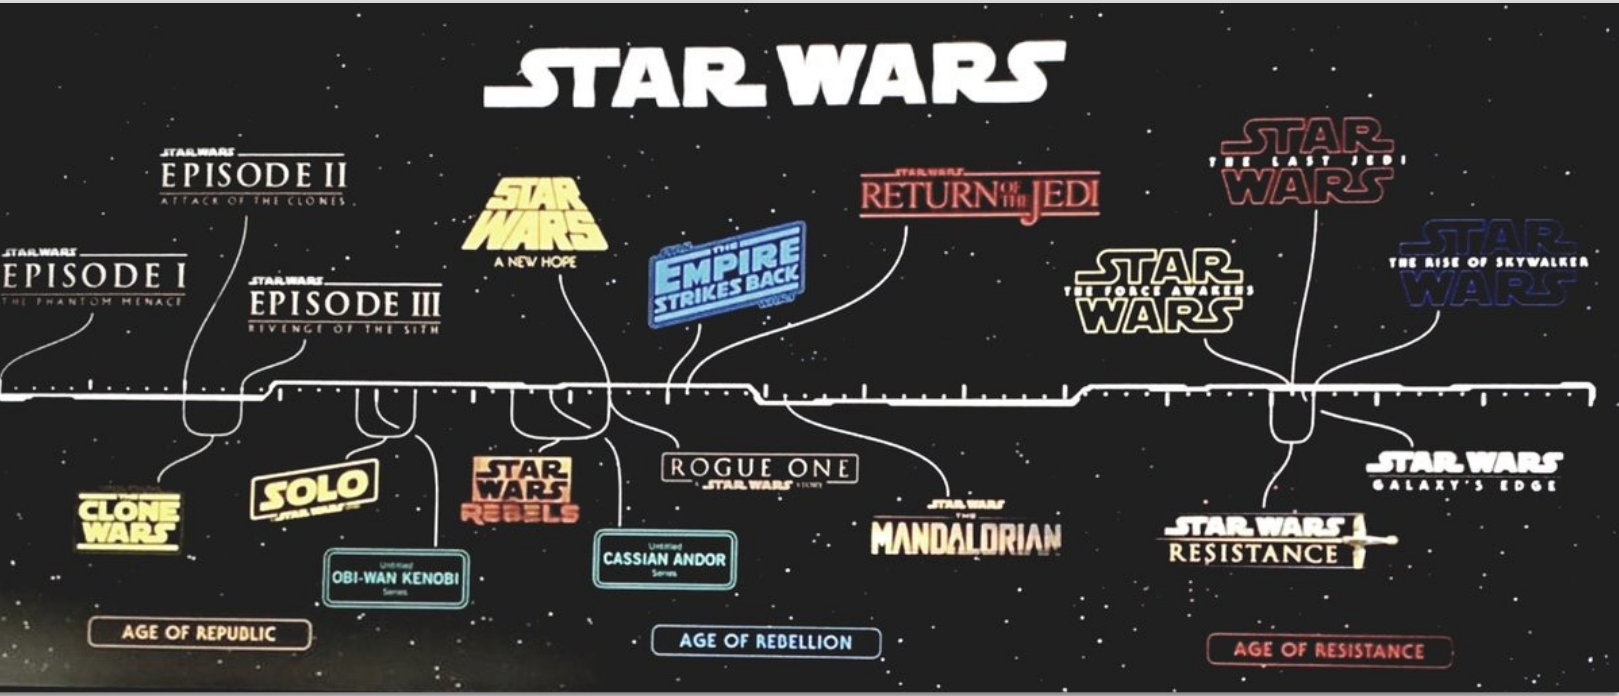 STAR WARS
STAR WARS
EPISODE I
THE PHANTOM MENACE
STAR WARS
EPISODE II
ATTACK OF THE CLONES
STAR WARS
EPISODE III
REVENGE OF THE SITH
STAR
WARS
A NEW HOPE
STAR
THE
EMPIRE
STRIKES BACK
WARS
STAR WARS
RETURN OF THE JEDI
STAR
THE FORCE AWAKENS
WARS
STAR
THE LAST JEDI
WARS
STAR
THE RISE OF SKYWALKER
WARS
CLONE
WARS
SOLO
A STAR WARS STORY
Untitled
OBI-WAN KENOBI
Series
STAR
WARS
REBELS
Untitled
CASSIAN ANDOR
Series
ROGUE ONE
A STAR WARS STORY
STAR WARS
THE
MANDALORIAN
STAR WARS
RESISTANCE
STAR WARS
GALAXY'S EDGE
AGE OF REPUBLIC
AGE OF REBELLION
AGE OF RESISTANCE